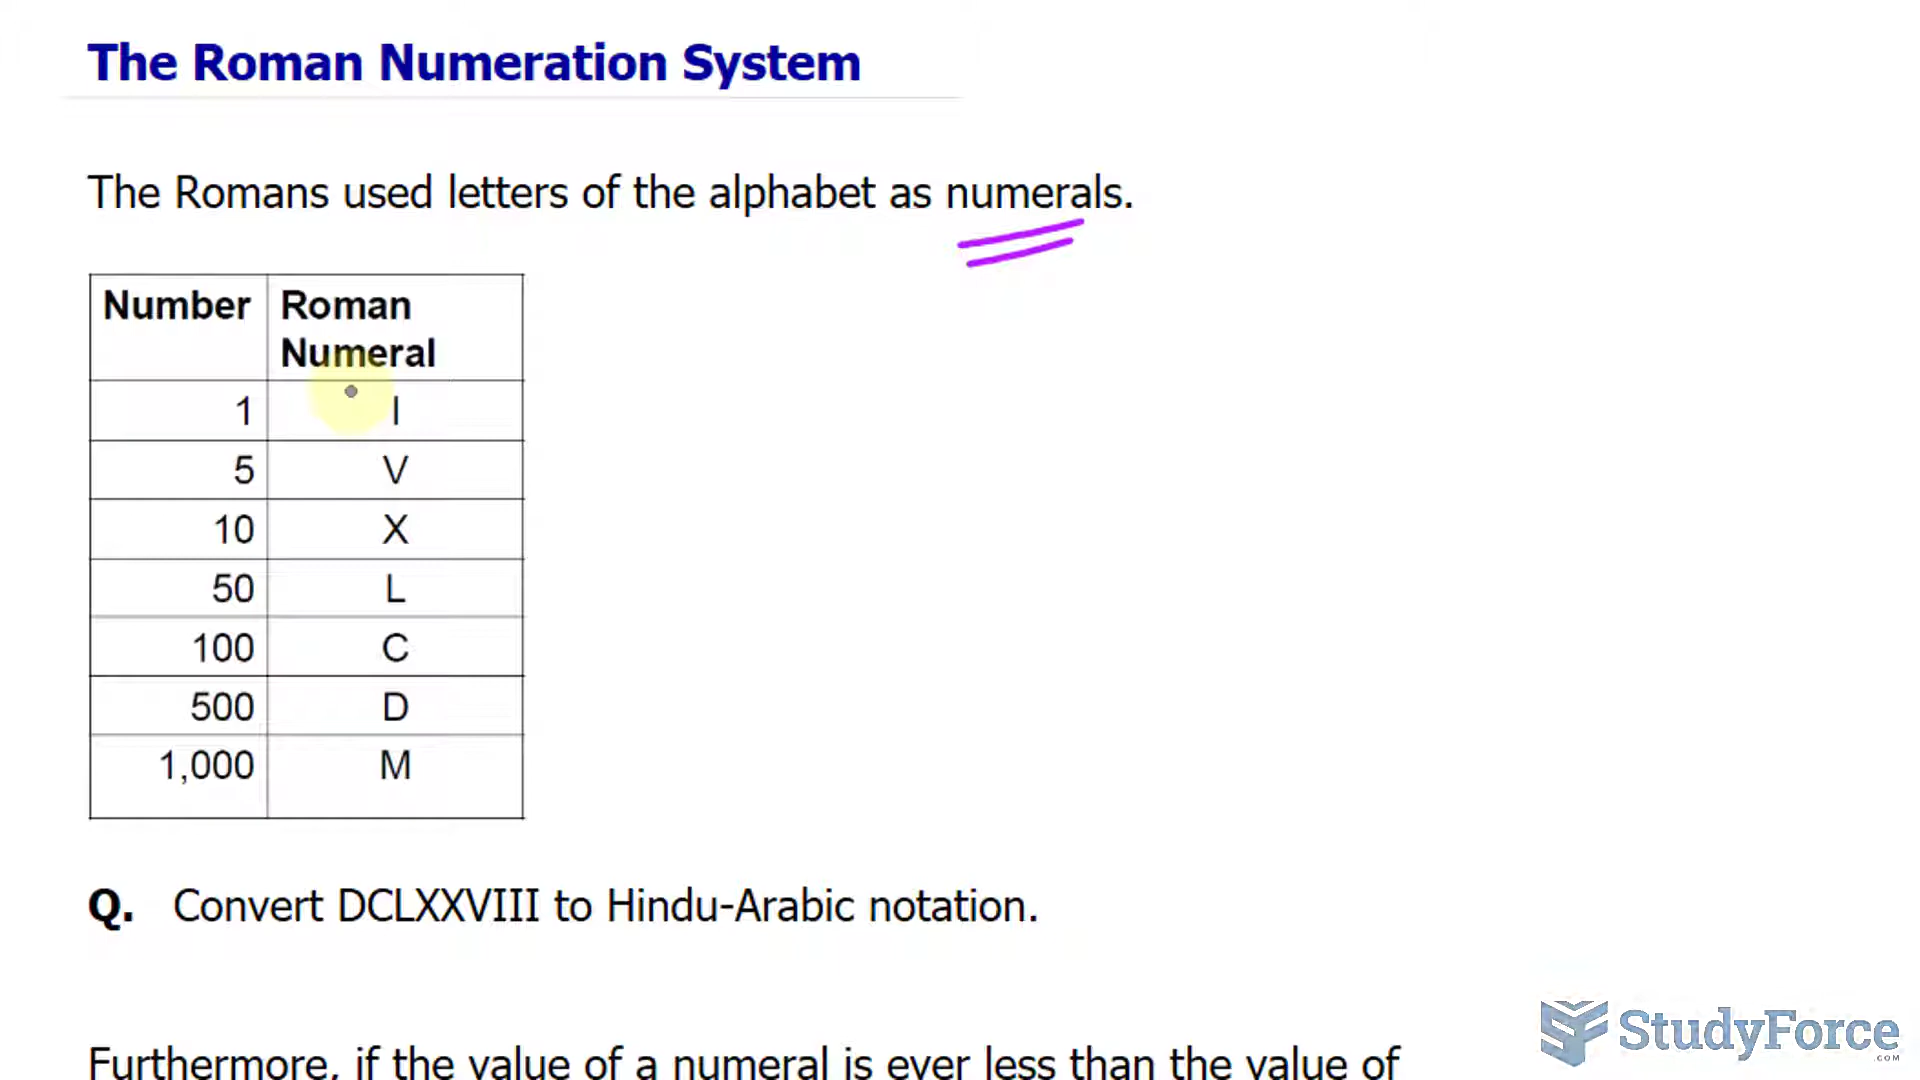 The Roman Numeration System
The Romans used letters of the alphabet as numerals.
Number Roman Numeral
1 I
5 V
10 X
50 L
100 C
500 D
1,000 M
Q. Convert DCLXXVIII to Hindu-Arabic notation.
Furthermore, if the value of a numeral is ever less than the value of
StudyForce
.COM